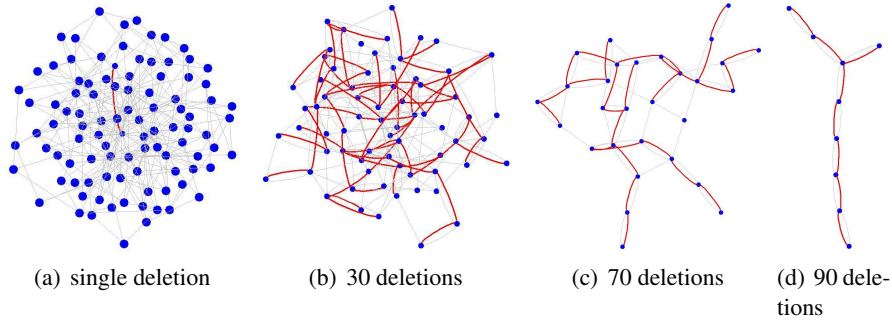 (a) single deletion
(b) 30 deletions
(c) 70 deletions
(d) 90 dele-
tions